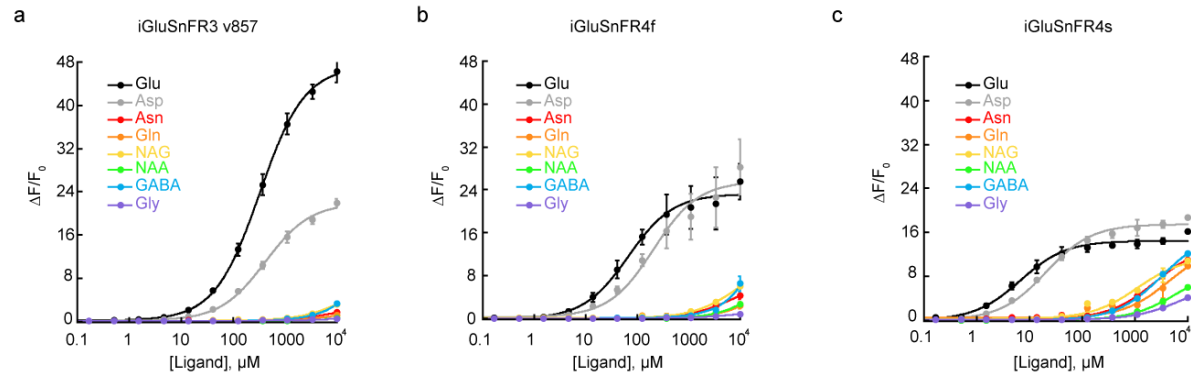 a
iGluSnFR3 v857
ΔF/F₀
48
40
32
24
16
8
0
Glu
Asp
Asn
Gln
NAG
NAA
GABA
Gly
0.1 1 10 100 1000 10⁴
[Ligand], µM
b
iGluSnFR4f
ΔF/F₀
48
40
32
24
16
8
0
Glu
Asp
Asn
Gln
NAG
NAA
GABA
Gly
0.1 1 10 100 1000 10⁴
[Ligand], µM
c
iGluSnFR4s
ΔF/F₀
48
40
32
24
16
8
0
Glu
Asp
Asn
Gln
NAG
NAA
GABA
Gly
0.1 1 10 100 1000 10⁴
[Ligand], µM